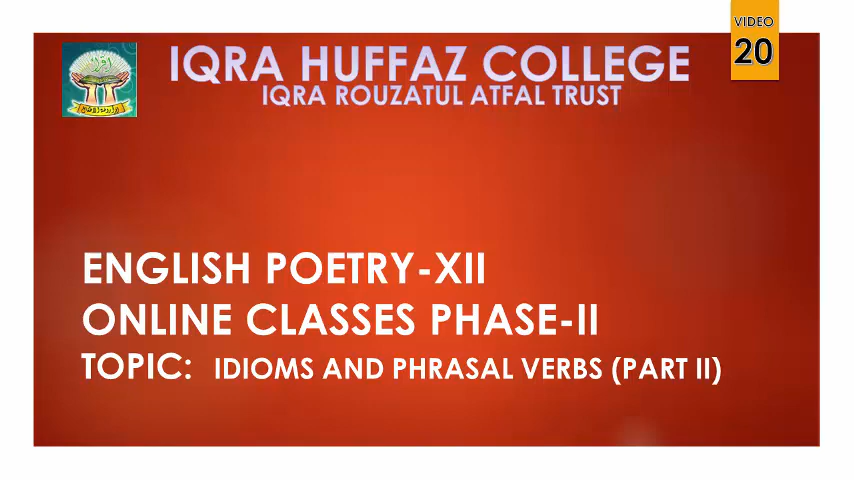 VIDEO
20
IQRA HUFFAZ COLLEGE
IQRA ROUZATUL ATFAL TRUST
ENGLISH POETRY-XII
ONLINE CLASSES PHASE-II
TOPIC: IDIOMS AND PHRASAL VERBS (PART II)